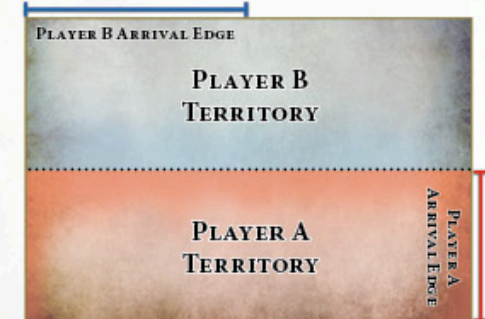 PLAYER B ARRIVAL EDGE
PLAYER B
TERRITORY
PLAYER A
TERRITORY
PLAYER A
ARRIVAL EDGE